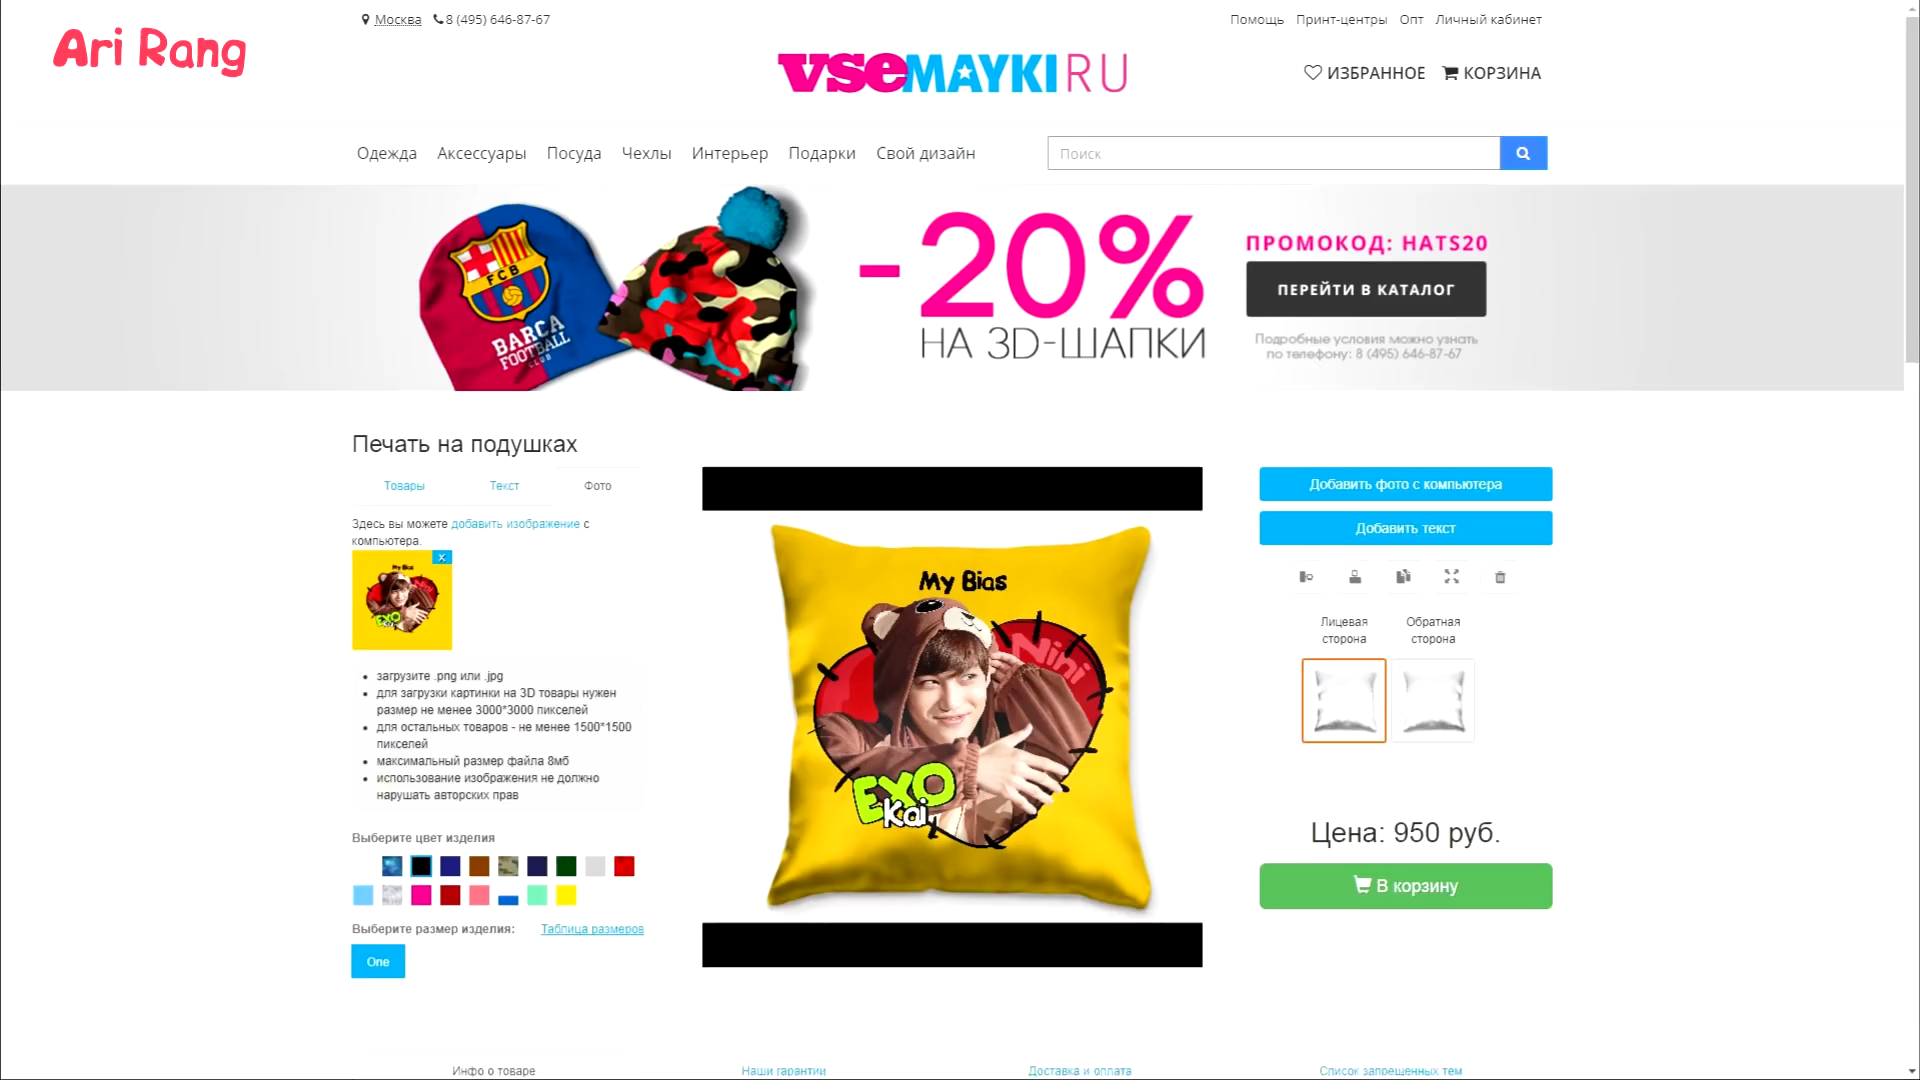 Москва 8 (495) 646-87-67
Помощь Принт-центры Опт Личный кабинет
Ari Rang
vseMAYKIRU
ИЗБРАННОЕ КОРЗИНА
Одежда Аксессуары Посуда Чехлы Интерьер Подарки Свой дизайн
Поиск
FCB
BARCA
FOOTBALL
CLUB
-20%
НА 3D-ШАПКИ
ПРОМОКОД: HATS20
ПЕРЕЙТИ В КАТАЛОГ
Подробные условия можно узнать
по телефону: 8 (495) 646-87-67
Печать на подушках
Товары Текст Фото
Здесь вы можете добавить изображение с
компьютера.
x
My Bias
EXO
Kai
загрузите .png или .jpg
для загрузки картинки на 3D товары нужен
размер не менее 3000*3000 пикселей
для остальных товаров - не менее 1500*1500
пикселей
максимальный размер файла 8мб
использование изображения не должно
нарушать авторских прав
Выберите цвет изделия
Выберите размер изделия: Таблица размеров
One
My Bias
Nini
EXO
Kai
Добавить фото с компьютера
Добавить текст
Лицевая
сторона
Обратная
сторона
Цена: 950 руб.
В корзину
Инфо о товаре Наши гарантии Доставка и оплата Список запрещенных тем